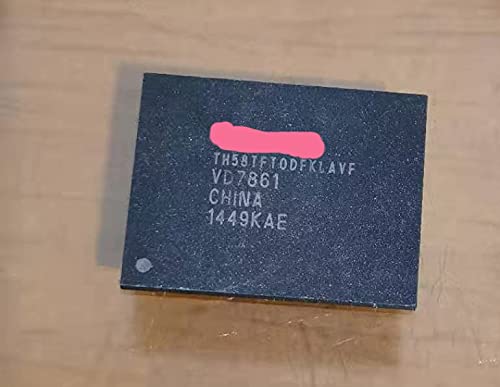 TH58TFT0DFKLAVF
VD7861
CHINA
1449KAE